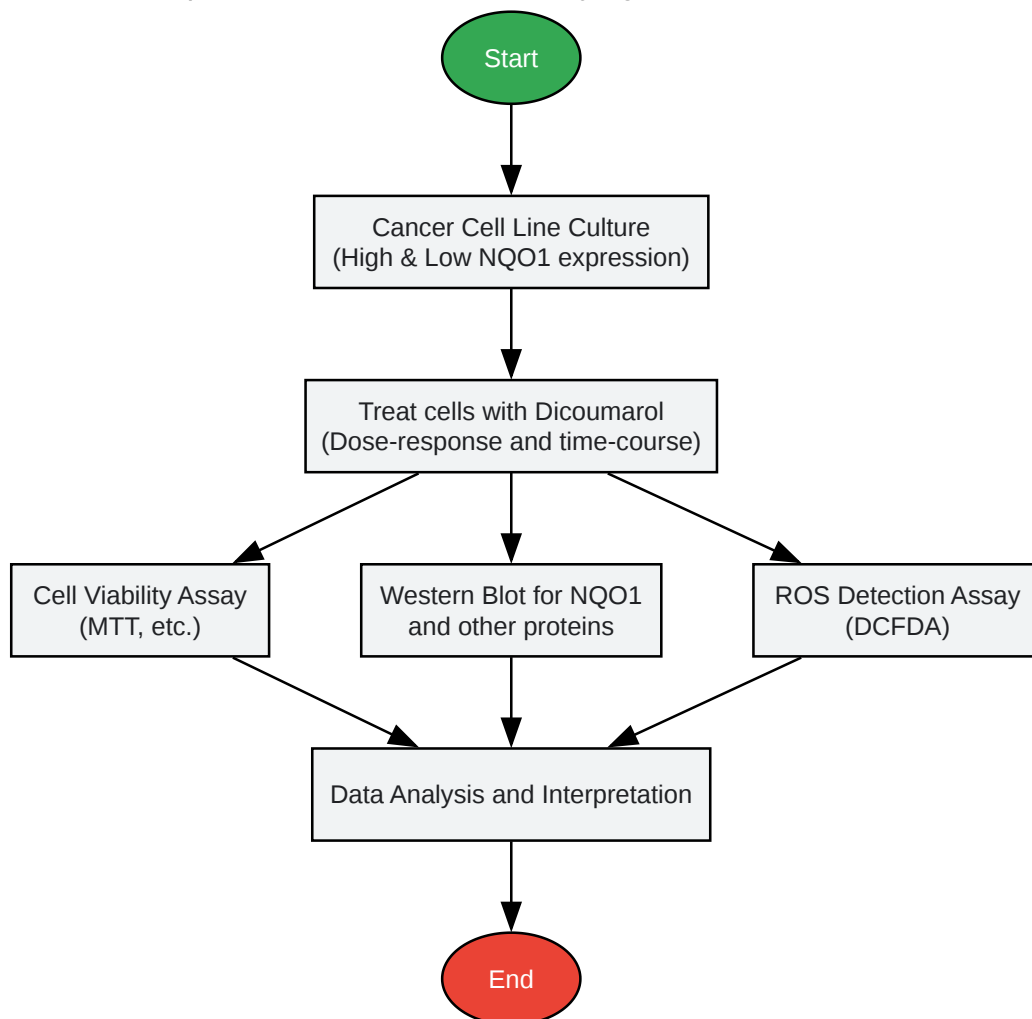 Start
Cancer Cell Line Culture
(High & Low NQO1 expression)
Treat cells with Dicoumarol
(Dose-response and time-course)
Cell Viability Assay
(MTT, etc.)
Western Blot for NQO1
and other proteins
ROS Detection Assay
(DCFDA)
Data Analysis and Interpretation
End